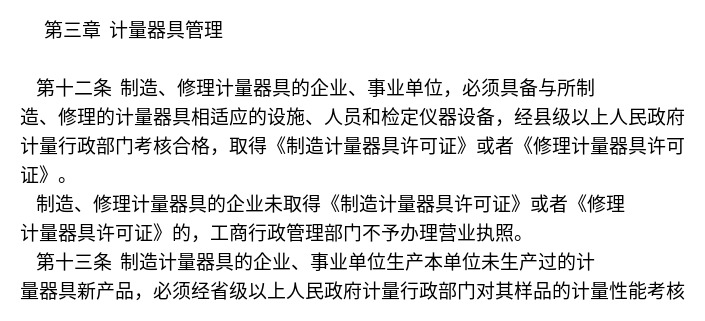 第三章 计量器具管理
第十二条 制造、修理计量器具的企业、事业单位，必须具备与所制
造、修理的计量器具相适应的设施、人员和检定仪器设备，经县级以上人民政府
计量行政部门考核合格，取得《制造计量器具许可证》或者《修理计量器具许可
证》。
制造、修理计量器具的企业未取得《制造计量器具许可证》或者《修理
计量器具许可证》的，工商行政管理部门不予办理营业执照。
第十三条 制造计量器具的企业、事业单位生产本单位未生产过的计
量器具新产品，必须经省级以上人民政府计量行政部门对其样品的计量性能考核